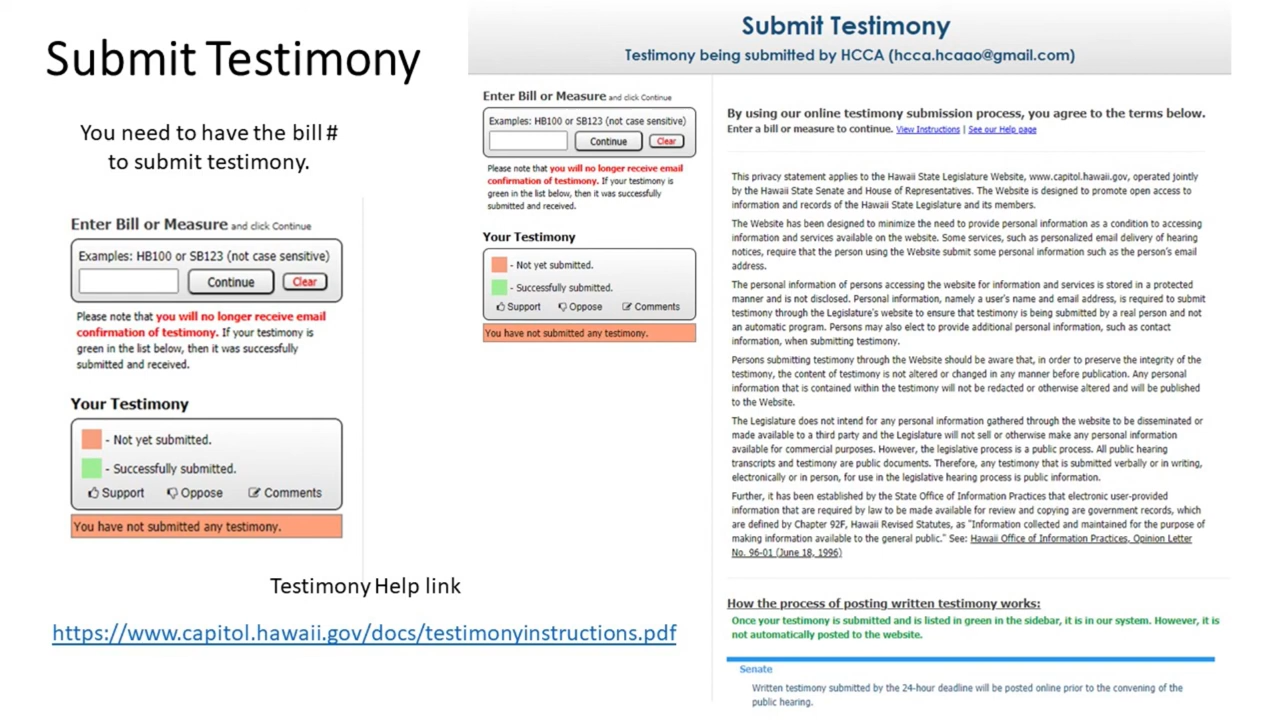 Submit Testimony
You need to have the bill #
to submit testimony.
Enter Bill or Measure and click Continue
Examples: HB100 or SB123 (not case sensitive)
Continue
Clear
Please note that you will no longer receive email
confirmation of testimony. If your testimony is
green in the list below, then it was successfully
submitted and received.
Your Testimony
- Not yet submitted.
- Successfully submitted.
Support Oppose Comments
You have not submitted any testimony.
Testimony Help link
https://www.capitol.hawaii.gov/docs/testimonyinstructions.pdf
Submit Testimony
Testimony being submitted by HCCA (hcca.hcaao@gmail.com)
Enter Bill or Measure and click Continue
Examples: HB100 or SB123 (not case sensitive)
Continue
Clear
Please note that you will no longer receive email
confirmation of testimony. If your testimony is
green in the list below, then it was successfully
submitted and received.
Your Testimony
- Not yet submitted.
- Successfully submitted.
Support Oppose Comments
You have not submitted any testimony.
By using our online testimony submission process, you agree to the terms below.
Enter a bill or measure to continue. View Instructions | See our Help page
This privacy statement applies to the Hawaii State Legislature Website, www.capitol.hawaii.gov, operated jointly
by the Hawaii State Senate and House of Representatives. The Website is designed to promote open access to
information and records of the Hawaii State Legislature and its members.
The Website has been designed to minimize the need to provide personal information as a condition to accessing
information and services available on the website. Some services, such as personalized email delivery of hearing
notices, require that the person using the Website submit some personal information such as the person's email
address.
The personal information of persons accessing the website for information and services is stored in a protected
manner and is not disclosed. Personal information, namely a user's name and email address, is required to submit
testimony through the Legislature's website to ensure that testimony is being submitted by a real person and not
an automatic program. Persons may also elect to provide additional personal information, such as contact
information, when submitting testimony.
Persons submitting testimony through the Website should be aware that, in order to preserve the integrity of the
testimony, the content of testimony is not altered or changed in any manner before publication. Any personal
information that is contained within the testimony will not be redacted or otherwise altered and will be published
to the Website.
The Legislature does not intend for any personal information gathered through the website to be disseminated or
made available to a third party and the Legislature will not sell or otherwise make any personal information
available for commercial purposes. However, the legislative process is a public process. All public hearing
transcripts and testimony are public documents. Therefore, any testimony that is submitted verbally or in writing,
electronically or in person, for use in the legislative hearing process is public information.
Further, it has been established by the State Office of Information Practices that electronic user-provided
information that are required by law to be made available for review and copying are government records, which
are defined by Chapter 92F, Hawaii Revised Statutes, as "Information collected and maintained for the purpose of
making information available to the general public." See: Hawaii Office of Information Practices, Opinion Letter
No. 96-01 (June 18, 1996)
How the process of posting written testimony works:
Once your testimony is submitted and is listed in green in the sidebar, it is in our system. However, it is
not automatically posted to the website.
Senate
Written testimony submitted by the 24-hour deadline will be posted online prior to the convening of the
public hearing.